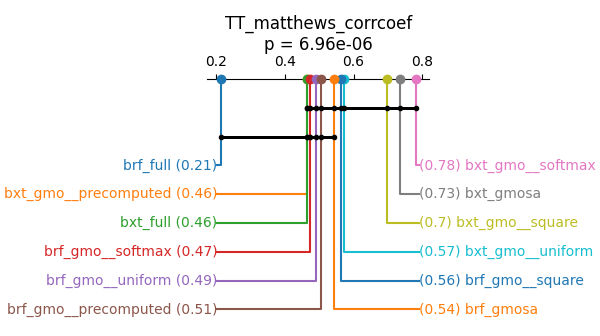 TT_matthews_corrcoef
p = 6.96e-06
0.2 0.4 0.6 0.8
brf_full (0.21)
(0.78) bxt_gmo__softmax
bxt_gmo__precomputed (0.46)
(0.73) bxt_gmosa
bxt_full (0.46)
(0.7) bxt_gmo__square
brf_gmo__softmax (0.47)
(0.57) bxt_gmo__uniform
brf_gmo__uniform (0.49)
(0.56) brf_gmo__square
brf_gmo__precomputed (0.51)
(0.54) brf_gmosa